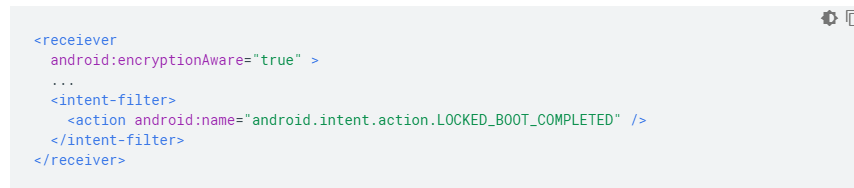 <receiever
android:encryptionAware="true" >
...
<intent-filter>
<action android:name="android.intent.action.LOCKED_BOOT_COMPLETED" />
</intent-filter>
</receiver>